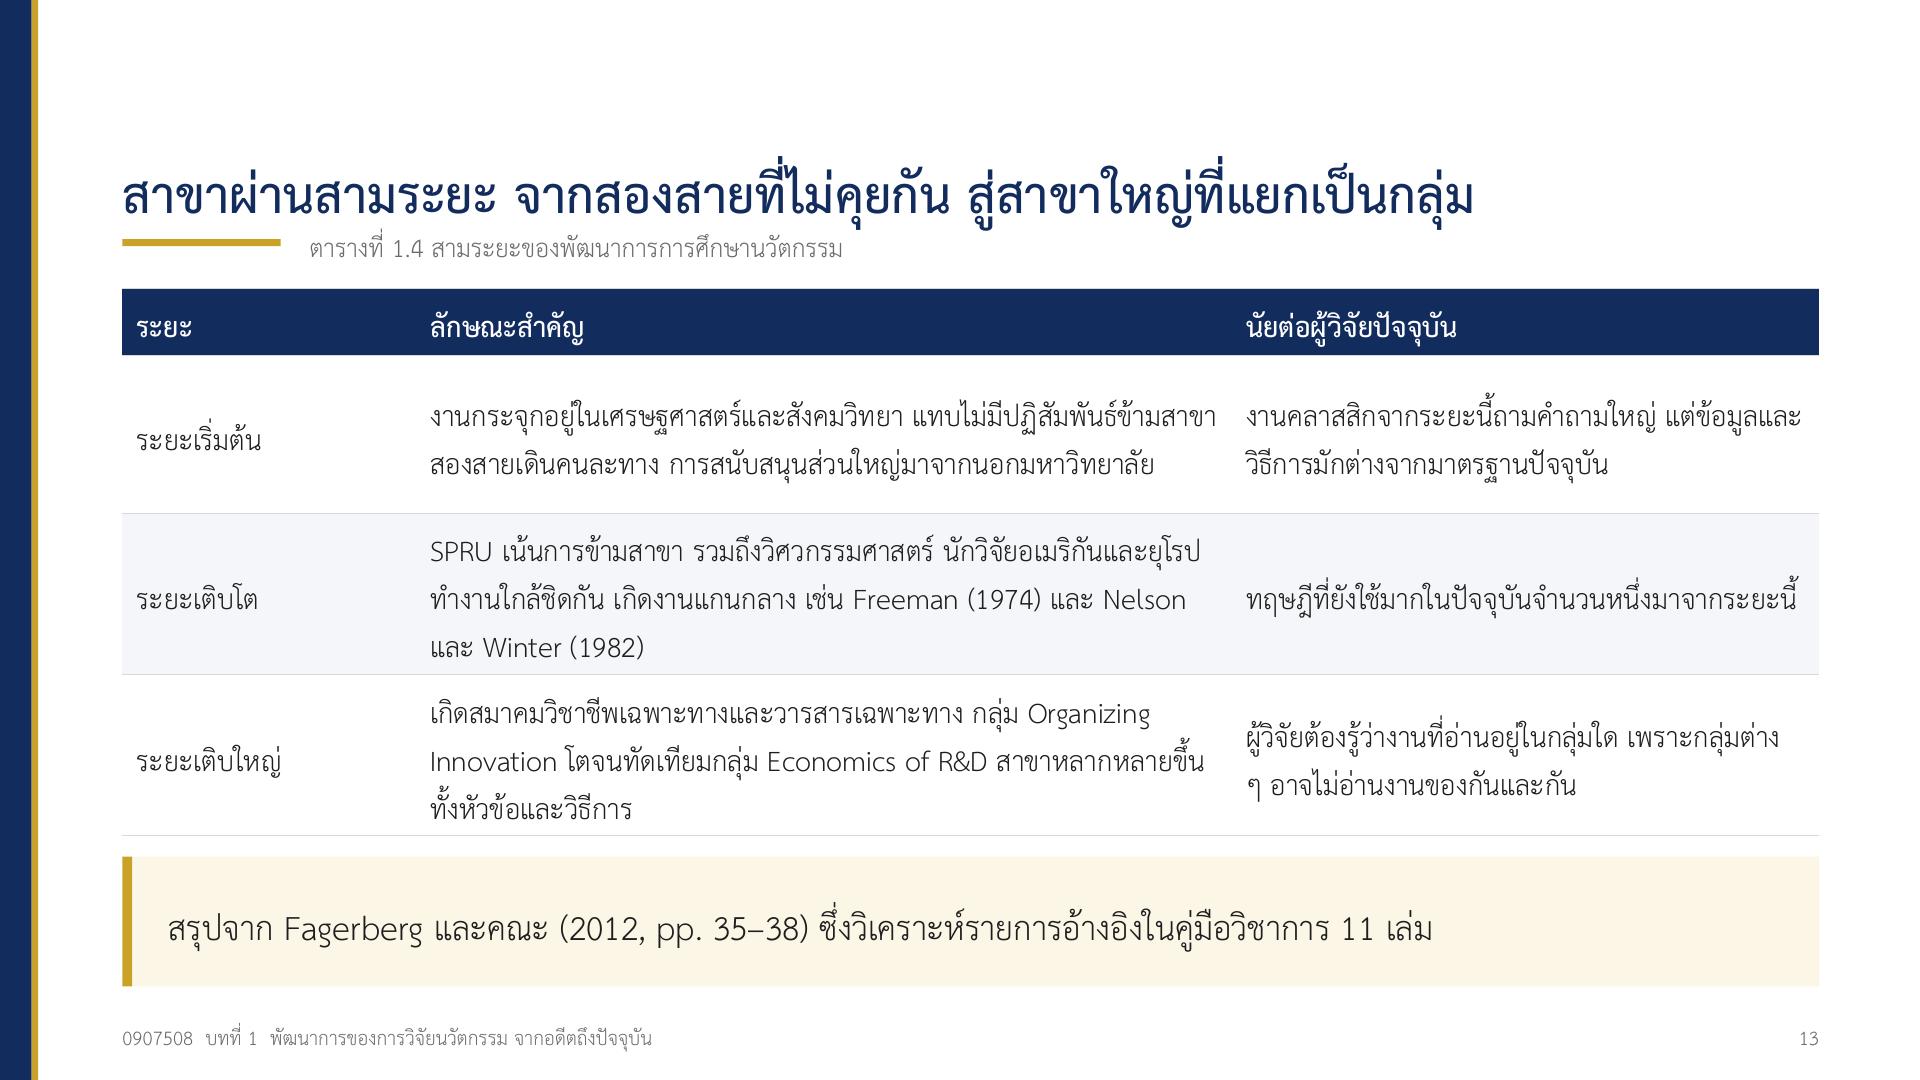 สาขาผ่านสามระยะ จากสองสายที่ไม่คุยกัน สู่สาขาใหญ่ที่แยกเป็นกลุ่ม
ตารางที่ 1.4 สามระยะของพัฒนาการการศึกษานวัตกรรม
ระยะ ลักษณะสำคัญ นัยต่อผู้วิจัยปัจจุบัน
ระยะเริ่มต้น
งานกระจุกอยู่ในเศรษฐศาสตร์และสังคมวิทยา แทบไม่มีปฏิสัมพันธ์ข้ามสาขา
สองสายเดินคนละทาง การสนับสนุนส่วนใหญ่มาจากนอกมหาวิทยาลัย
งานคลาสสิกจากระยะนี้ถามคำถามใหญ่ แต่ข้อมูลและ
วิธีการมักต่างจากมาตรฐานปัจจุบัน
ระยะเติบโต
SPRU เน้นการข้ามสาขา รวมถึงวิศวกรรมศาสตร์ นักวิจัยอเมริกันและยุโรป
ทำงานใกล้ชิดกัน เกิดงานแกนกลาง เช่น Freeman (1974) และ Nelson
และ Winter (1982)
ทฤษฎีที่ยังใช้มากในปัจจุบันจำนวนหนึ่งมาจากระยะนี้
ระยะเติบใหญ่
เกิดสมาคมวิชาชีพเฉพาะทางและวารสารเฉพาะทาง กลุ่ม Organizing
Innovation โตจนทัดเทียมกลุ่ม Economics of R&D สาขาหลากหลายขึ้น
ทั้งหัวข้อและวิธีการ
ผู้วิจัยต้องรู้ว่างานที่อ่านอยู่ในกลุ่มใด เพราะกลุ่มต่าง
ๆ อาจไม่อ่านงานของกันและกัน
สรุปจาก Fagerberg และคณะ (2012, pp. 35–38) ซึ่งวิเคราะห์รายการอ้างอิงในคู่มือวิชาการ 11 เล่ม
0907508 บทที่ 1 พัฒนาการของการวิจัยนวัตกรรม จากอดีตถึงปัจจุบัน
13